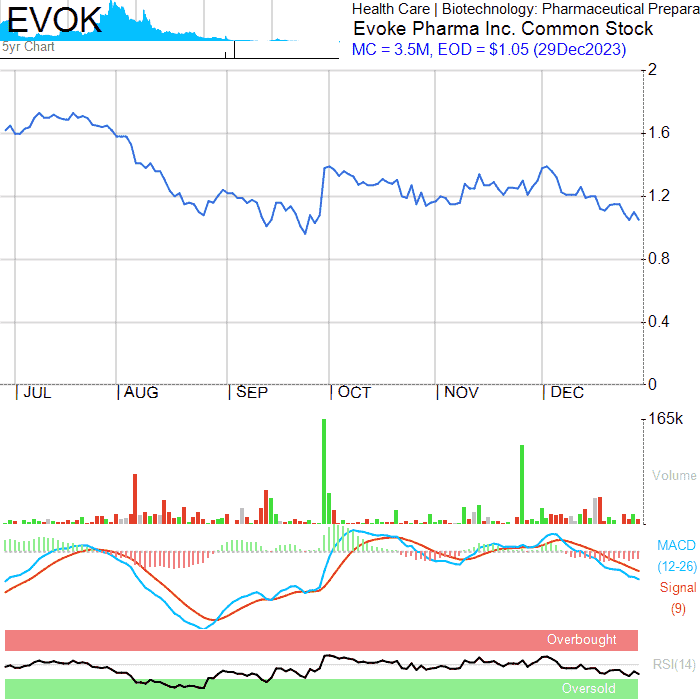 EVOK
5yr Chart
Health Care | Biotechnology: Pharmaceutical Prepara
Evoke Pharma Inc. Common Stock
MC = 3.5M, EOD = $1.05 (29Dec2023)
2
1.6
1.2
0.8
0.4
0
| JUL | AUG | SEP | OCT | NOV | DEC
165k
Volume
MACD
(12-26)
Signal
(9)
Overbought
RSI(14)
Oversold